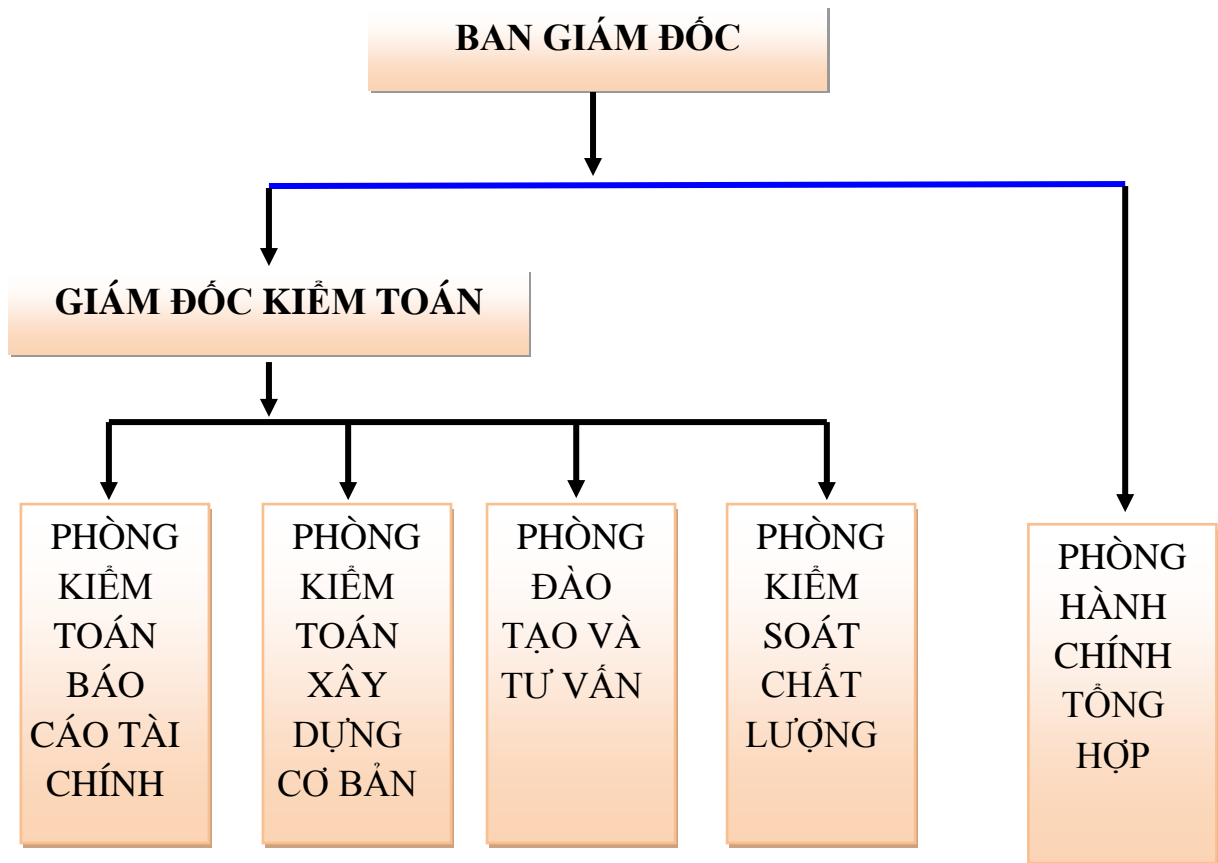 BAN GIÁM ĐỐC
GIÁM ĐỐC KIỂM TOÁN
PHÒNG
KIỂM
TOÁN
BÁO
CÁO TÀI
CHÍNH
PHÒNG
KIỂM
TOÁN
XÂY
DỰNG
CƠ BẢN
PHÒNG
ĐÀO
TẠO VÀ
TƯ VẤN
PHÒNG
KIỂM
SOÁT
CHẤT
LƯỢNG
PHÒNG
HÀNH
CHÍNH
TỔNG
HỢP